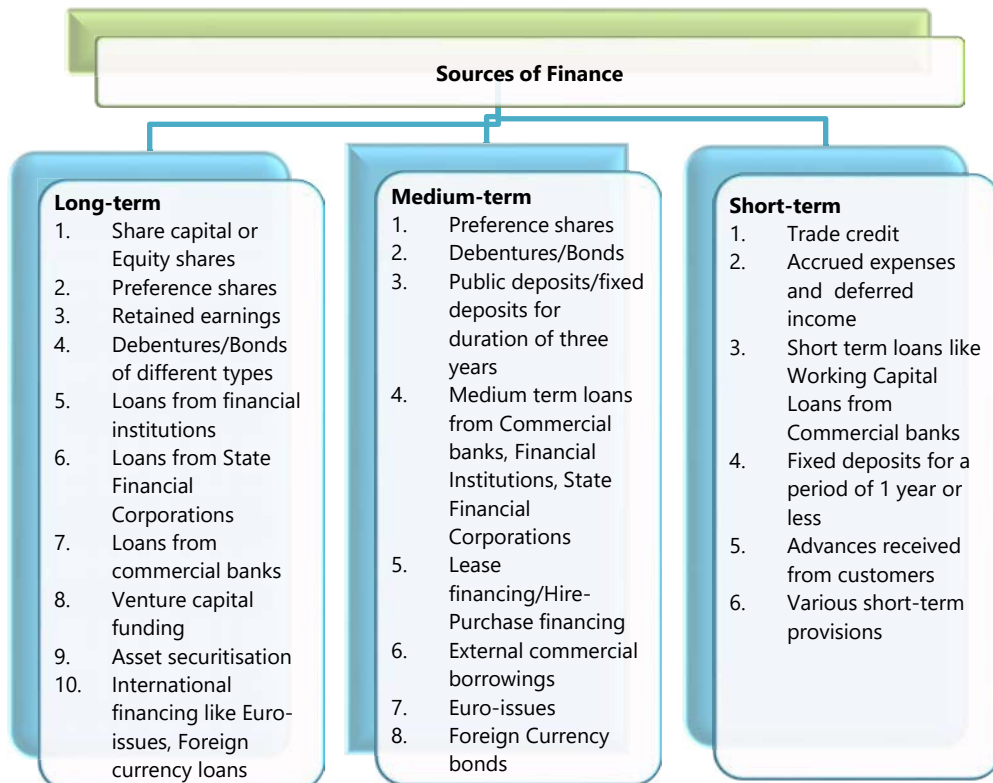 Sources of Finance
Long-term
1. Share capital or
Equity shares
2. Preference shares
3. Retained earnings
4. Debentures/Bonds
of different types
5. Loans from financial
institutions
6. Loans from State
Financial
Corporations
7. Loans from
commercial banks
8. Venture capital
funding
9. Asset securitisation
10. International
financing like Euro-
issues, Foreign
currency loans
Medium-term
1. Preference shares
2. Debentures/Bonds
3. Public deposits/fixed
deposits for
duration of three
years
4. Medium term loans
from Commercial
banks, Financial
Institutions, State
Financial
Corporations
5. Lease
financing/Hire-
Purchase financing
6. External commercial
borrowings
7. Euro-issues
8. Foreign Currency
bonds
Short-term
1. Trade credit
2. Accrued expenses
and deferred
income
3. Short term loans like
Working Capital
Loans from
Commercial banks
4. Fixed deposits for a
period of 1 year or
less
5. Advances received
from customers
6. Various short-term
provisions